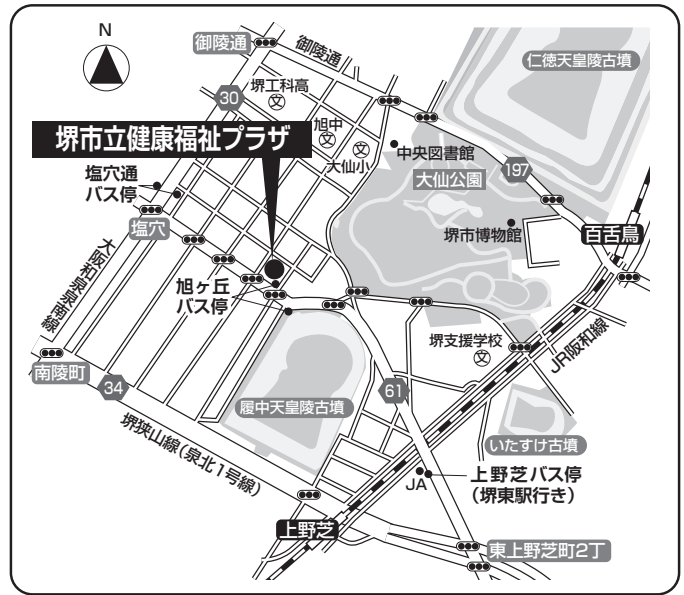 N
御陵通
御陵通
仁徳天皇陵古墳
堺工科高
文
30
旭中
文
文
大仙小
堺市立健康福祉プラザ
中央図書館
大仙公園
197
塩穴通
バス停
塩穴
堺市博物館
百舌鳥
大阪和泉泉南線
旭ヶ丘
バス停
堺支援学校
文
JR阪和線
南陵町
34
履中天皇陵古墳
61
いたすけ古墳
堺狭山線(泉北1号線)
JA
上野芝バス停
(堺東駅行き)
上野芝
東上野芝町2丁